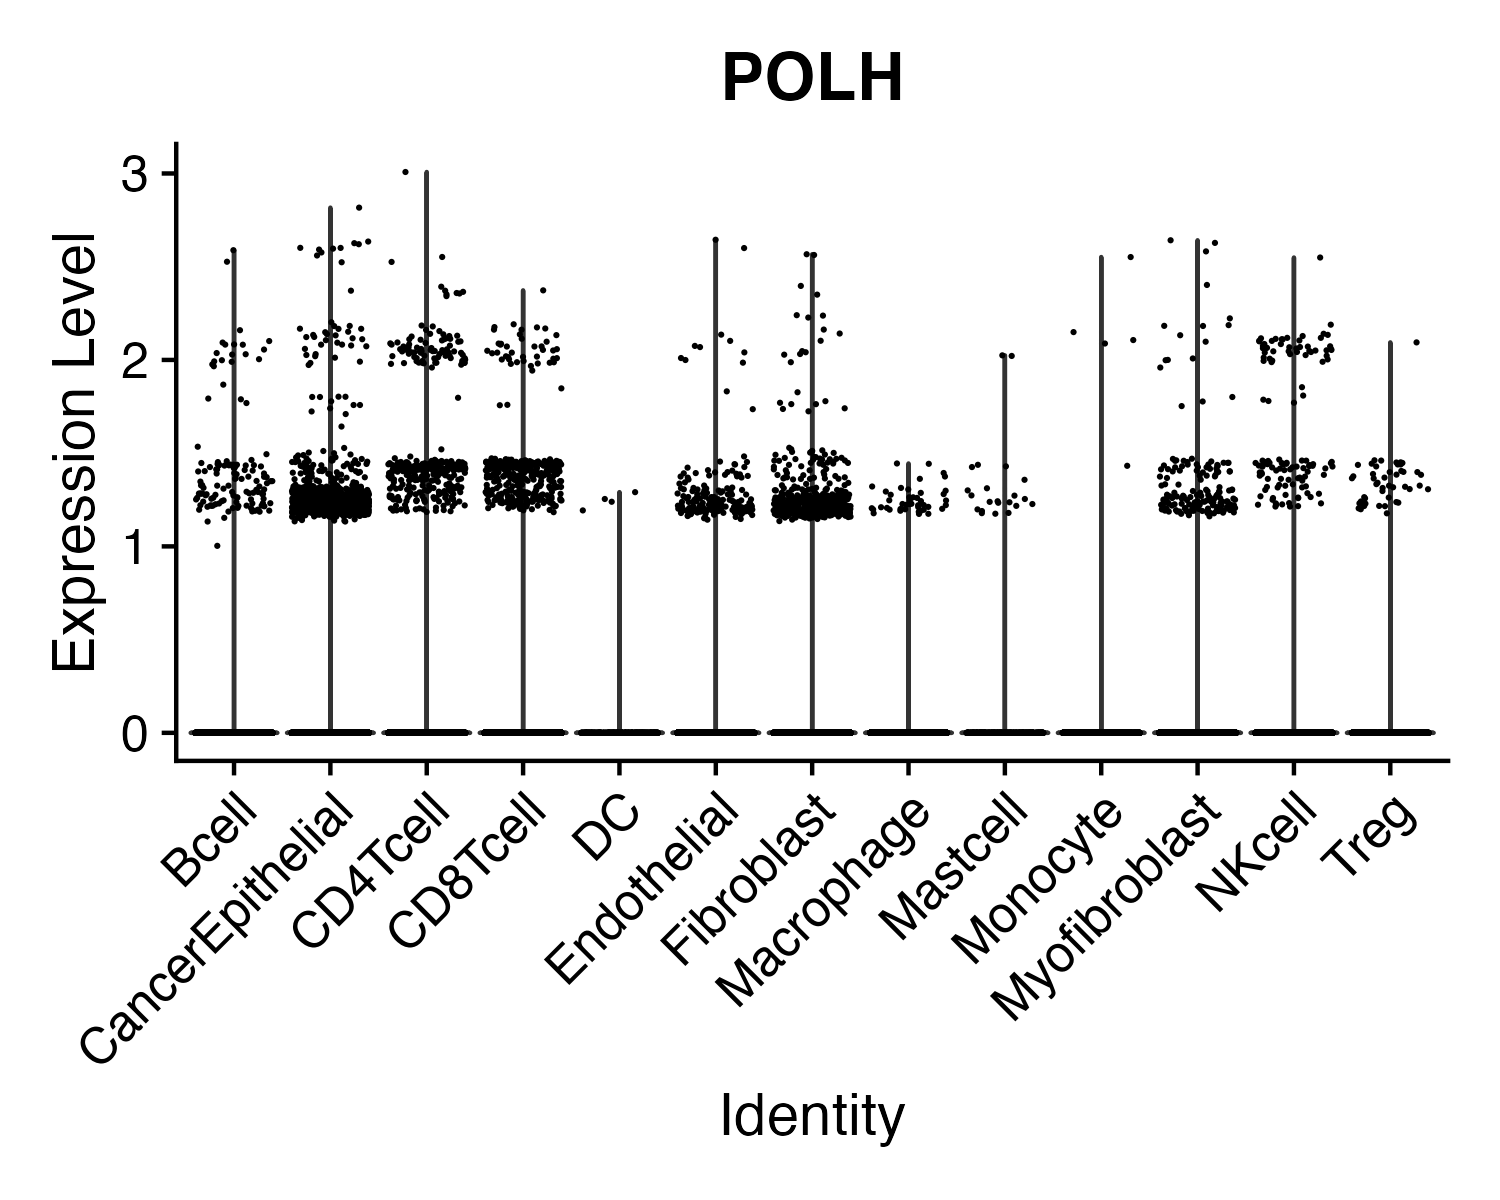 POLH
Expression Level
3
2
1
0
Bcell
CancerEpithelial
CD4Tcell
CD8Tcell
DC
Endothelial
Fibroblast
Macrophage
Mastcell
Monocyte
Myofibroblast
NKcell
Treg
Identity